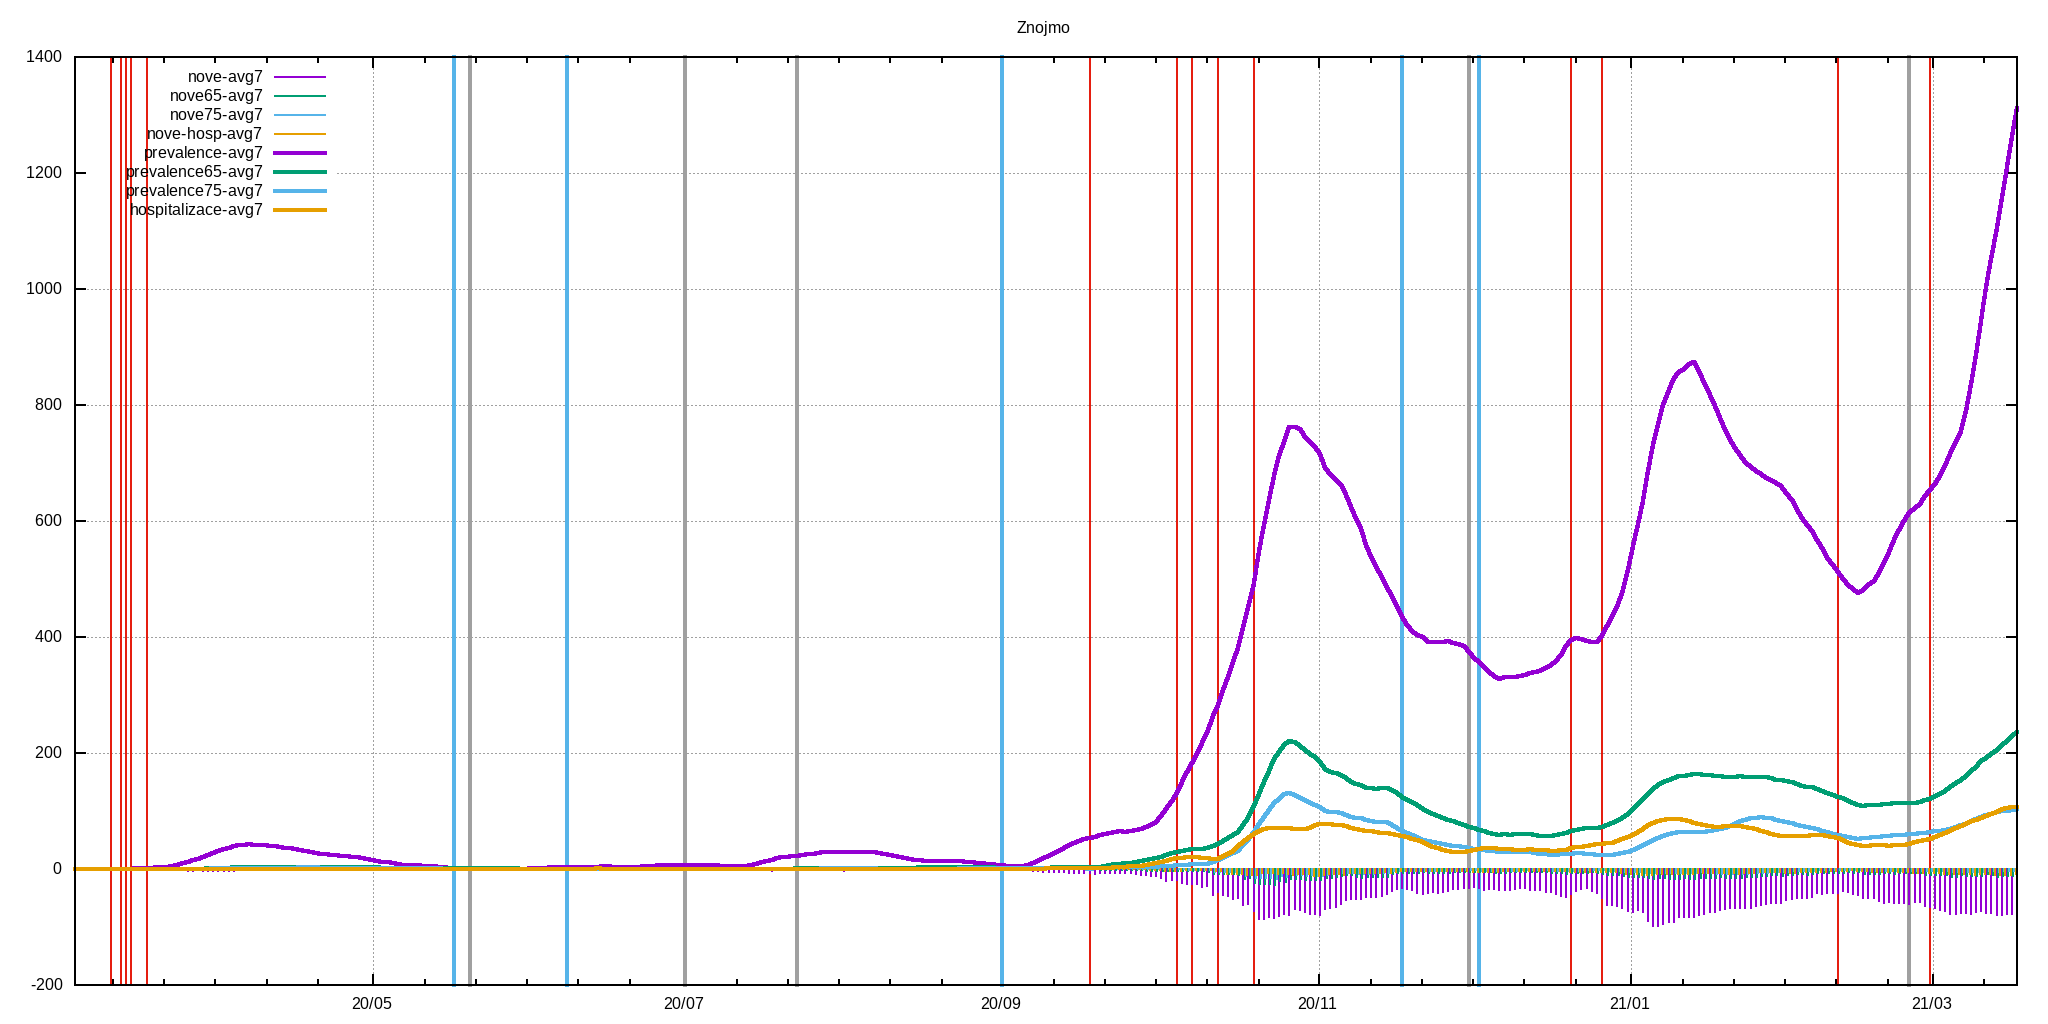 Znojmo
1400
nove-avg7
nove65-avg7
nove75-avg7
nove-hosp-avg7
prevalence-avg7
prevalence65-avg7
prevalence75-avg7
hospitalizace-avg7
1200
1000
800
600
400
200
0
-200
20/05 20/07 20/09 20/11 21/01 21/03